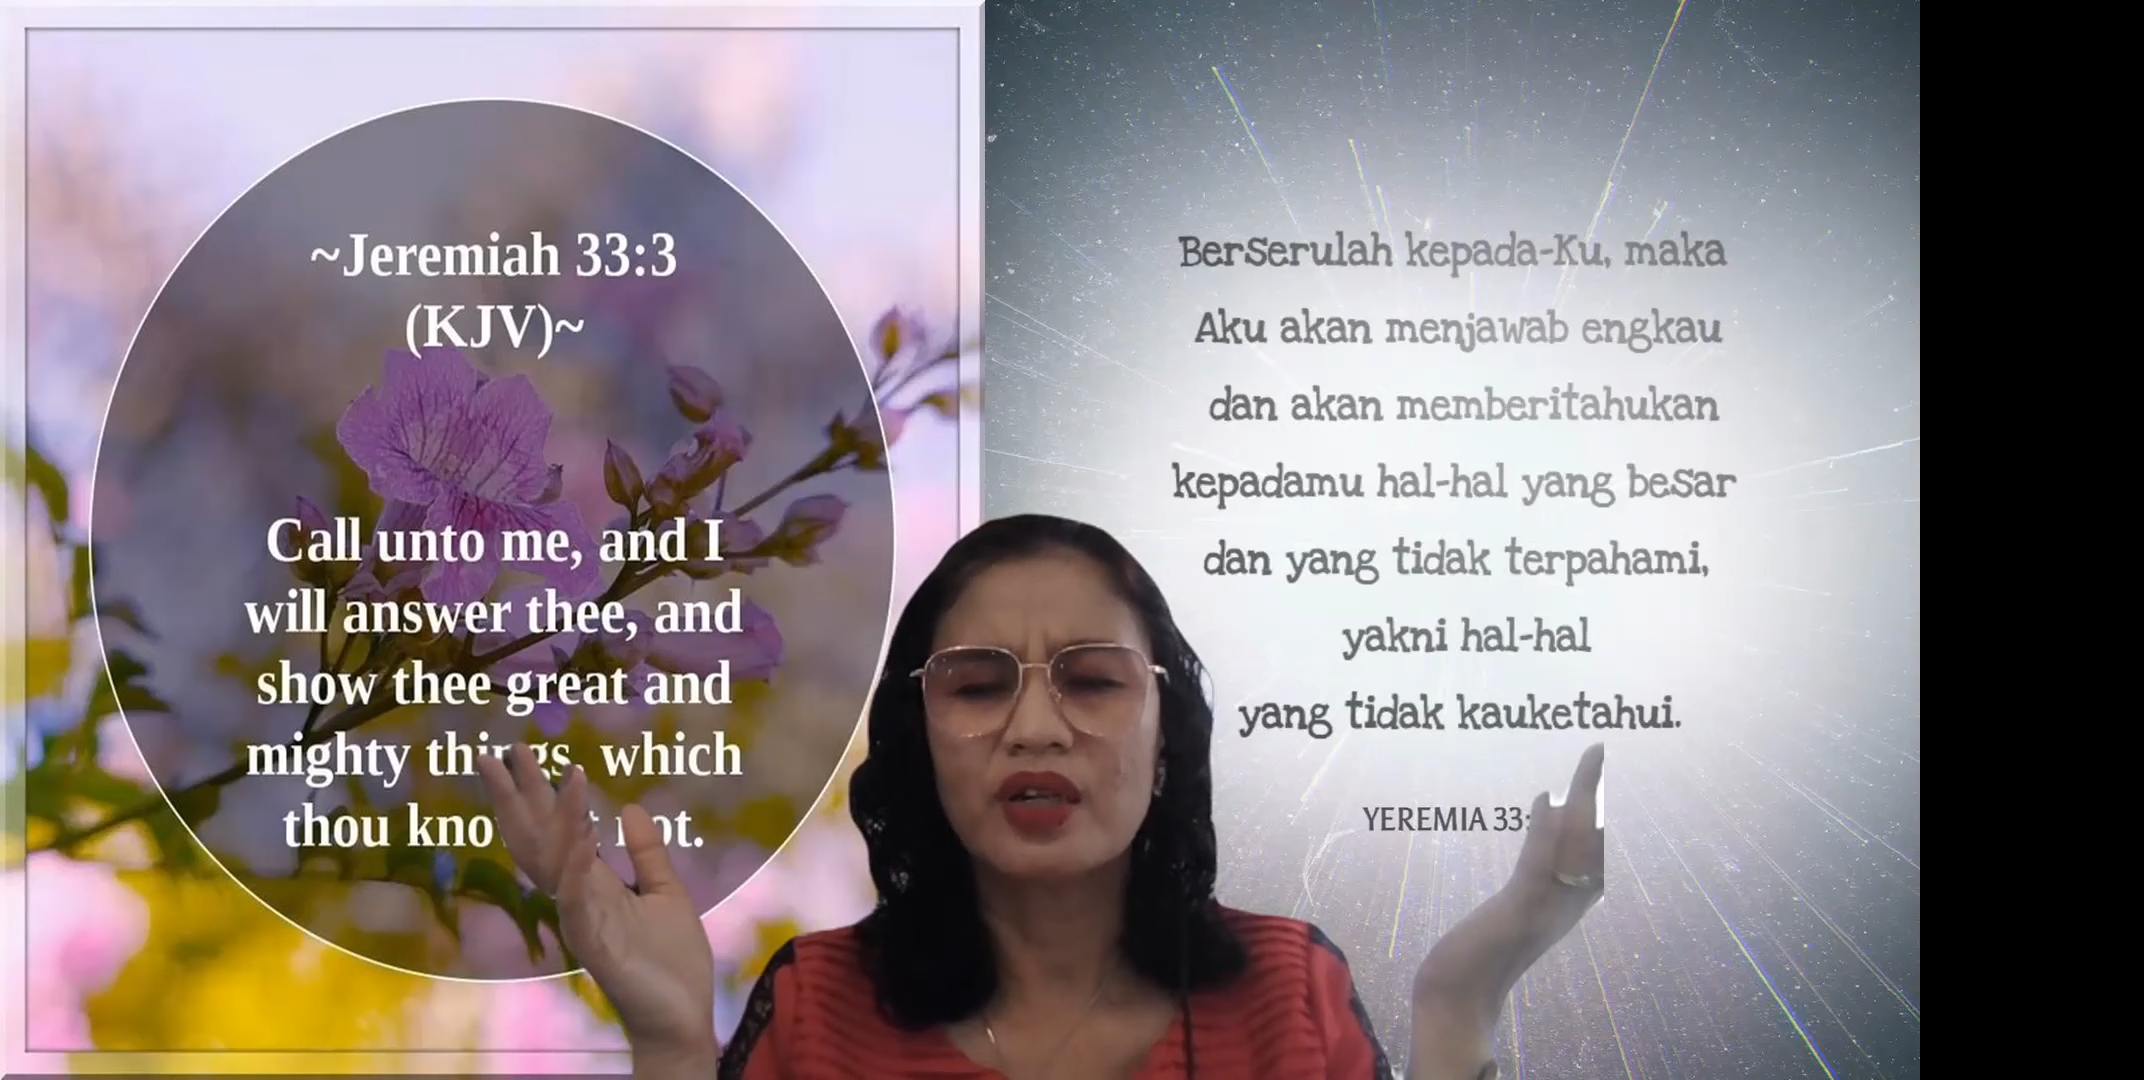 ~Jeremiah 33:3
(KJV)~
Call unto me, and I
will answer thee, and
show thee great and
mighty which
thou not.
Berserulah kepada-Ku, maka
Aku akan menjawab engkau
dan akan memberitahukan
kepadamu hal-hal yang besar
dan yang tidak terpahami,
yakni hal-hal
yang tidak kauketahui.
YEREMIA 33: